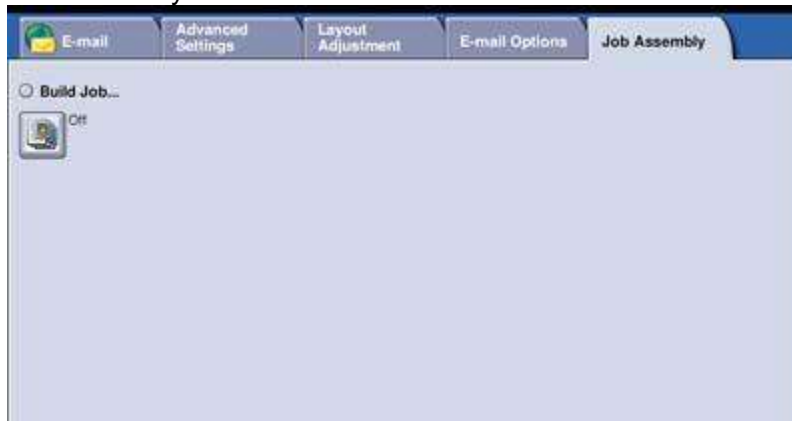 E-mail
Advanced
Settings
Layout
Adjustment
E-mail Options
Job Assembly
Build Job...
Off